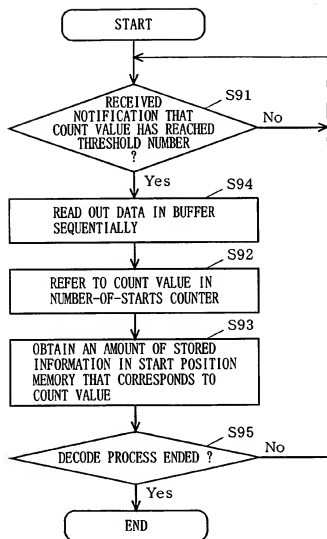 START
S91
RECEIVED
NOTIFICATION THAT
COUNT VALUE HAS REACHED
THRESHOLD NUMBER
?
No
Yes
S94
READ OUT DATA IN BUFFER
SEQUENTIALLY
S92
REFER TO COUNT VALUE IN
NUMBER-OF-STARTS COUNTER
S93
OBTAIN AN AMOUNT OF STORED
INFORMATION IN START POSITION
MEMORY THAT CORRESPONDS TO
COUNT VALUE
S95
DECODE PROCESS ENDED ?
No
Yes
END